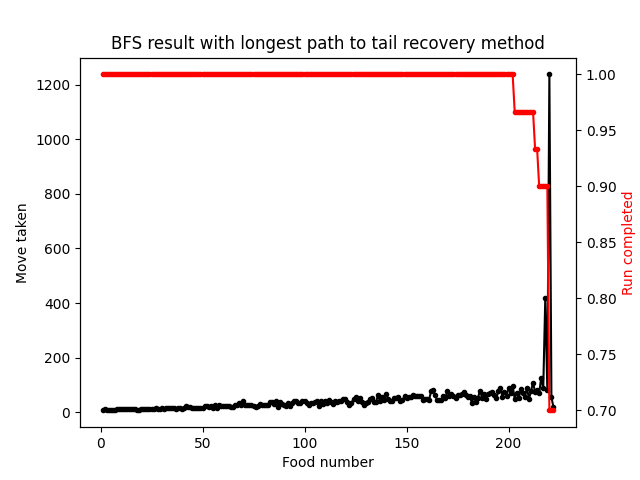 BFS result with longest path to tail recovery method
1200
1000
800
600
400
200
0
Move taken
1.00
0.95
0.90
0.85
0.80
0.75
0.70
Run completed
0 50 100 150 200
Food number